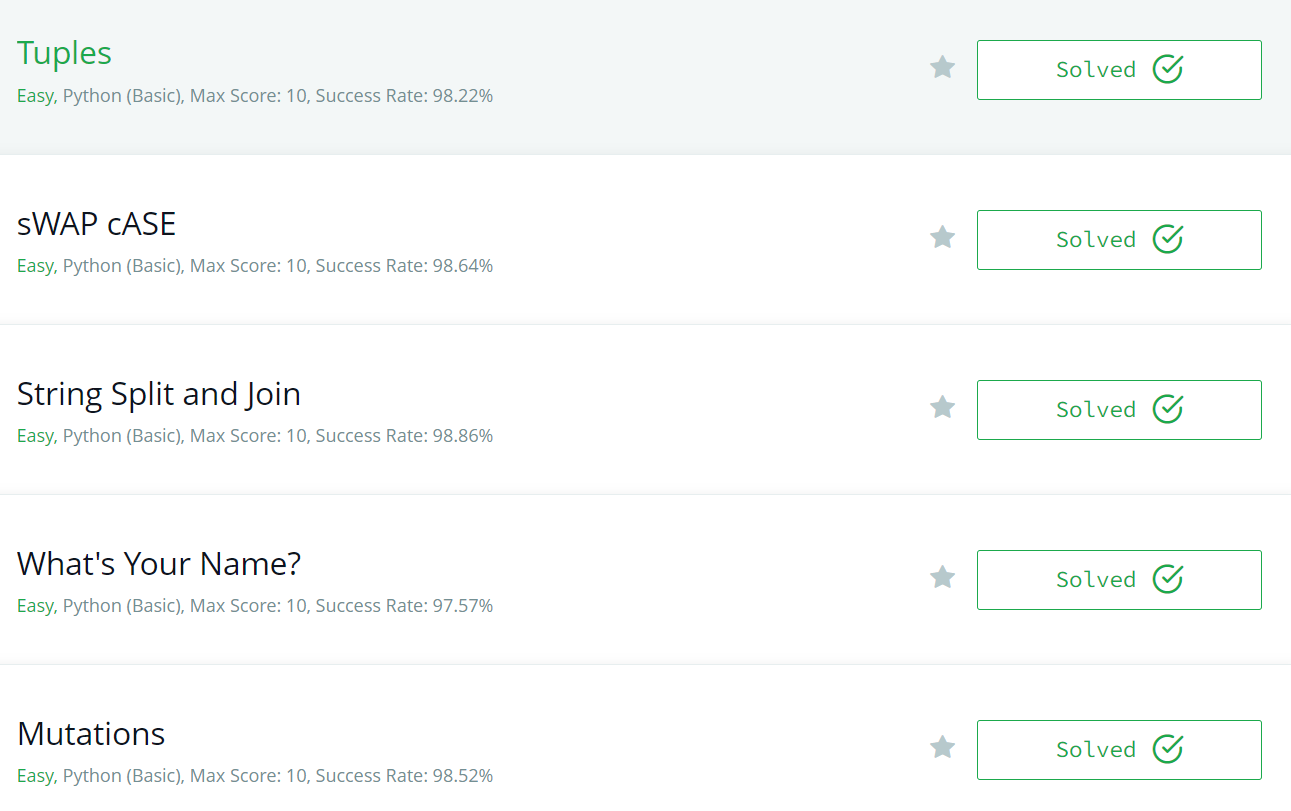 Tuples
Solved
Easy, Python (Basic), Max Score: 10, Success Rate: 98.22%
sWAP cASE
Solved
Easy, Python (Basic), Max Score: 10, Success Rate: 98.64%
String Split and Join
Solved
Easy, Python (Basic), Max Score: 10, Success Rate: 98.86%
What's Your Name?
Solved
Easy, Python (Basic), Max Score: 10, Success Rate: 97.57%
Mutations
Solved
Easy, Python (Basic), Max Score: 10, Success Rate: 98.52%